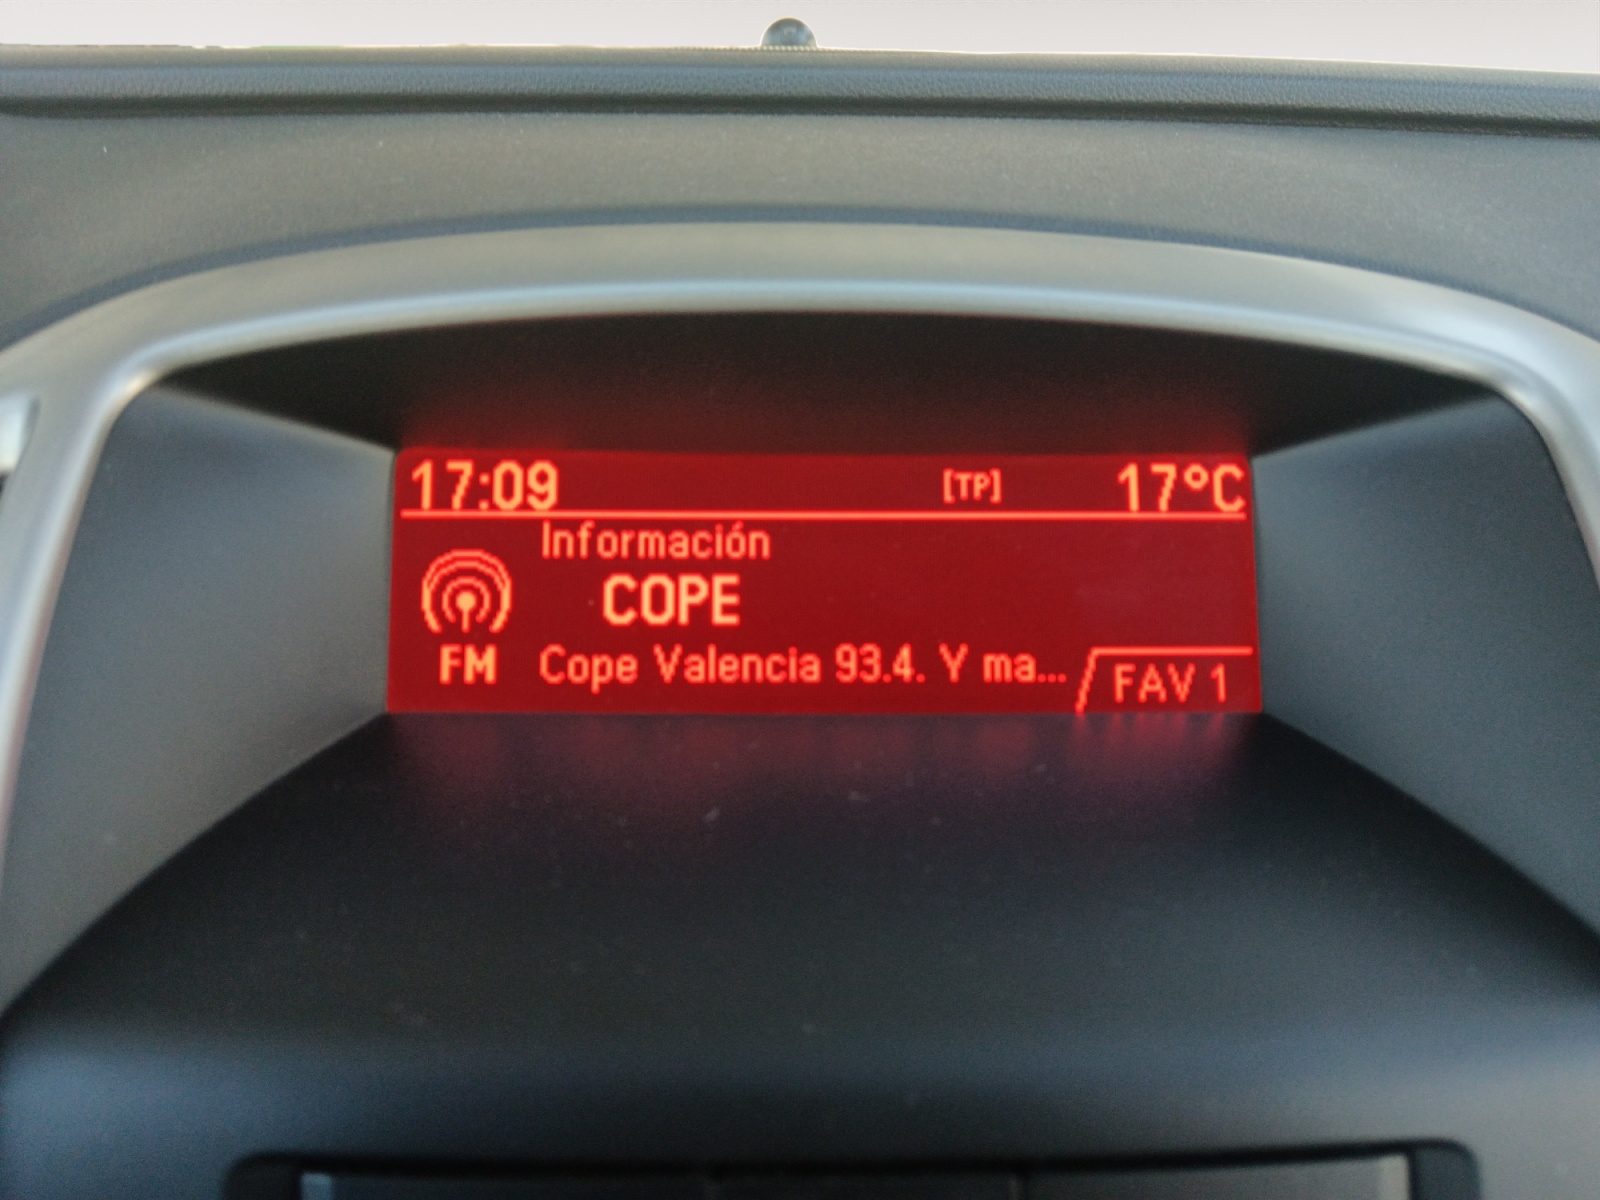 17:09 [TP] 17°C
Información
COPE
FM Cope Valencia 93.4. Y ma... FAV 1